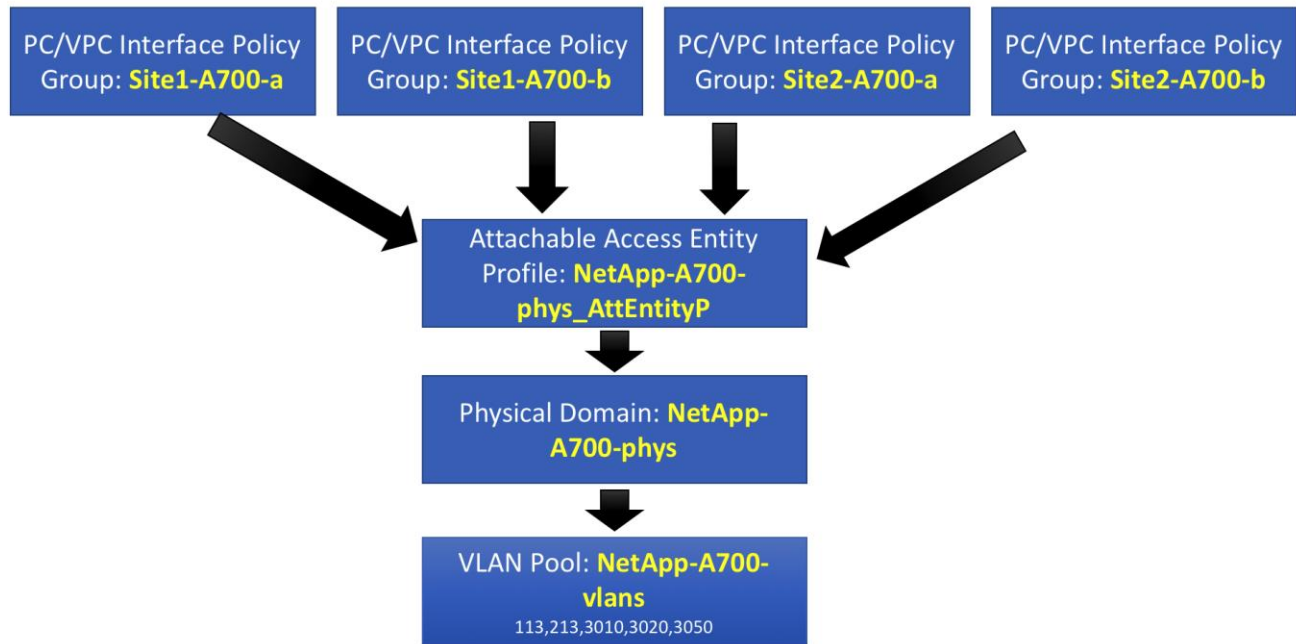 PC/VPC Interface Policy
Group: Site1-A700-a
PC/VPC Interface Policy
Group: Site1-A700-b
PC/VPC Interface Policy
Group: Site2-A700-a
PC/VPC Interface Policy
Group: Site2-A700-b
Attachable Access Entity
Profile: NetApp-A700-
phys_AttEntityP
Physical Domain: NetApp-
A700-phys
VLAN Pool: NetApp-A700-
vlans
113,213,3010,3020,3050